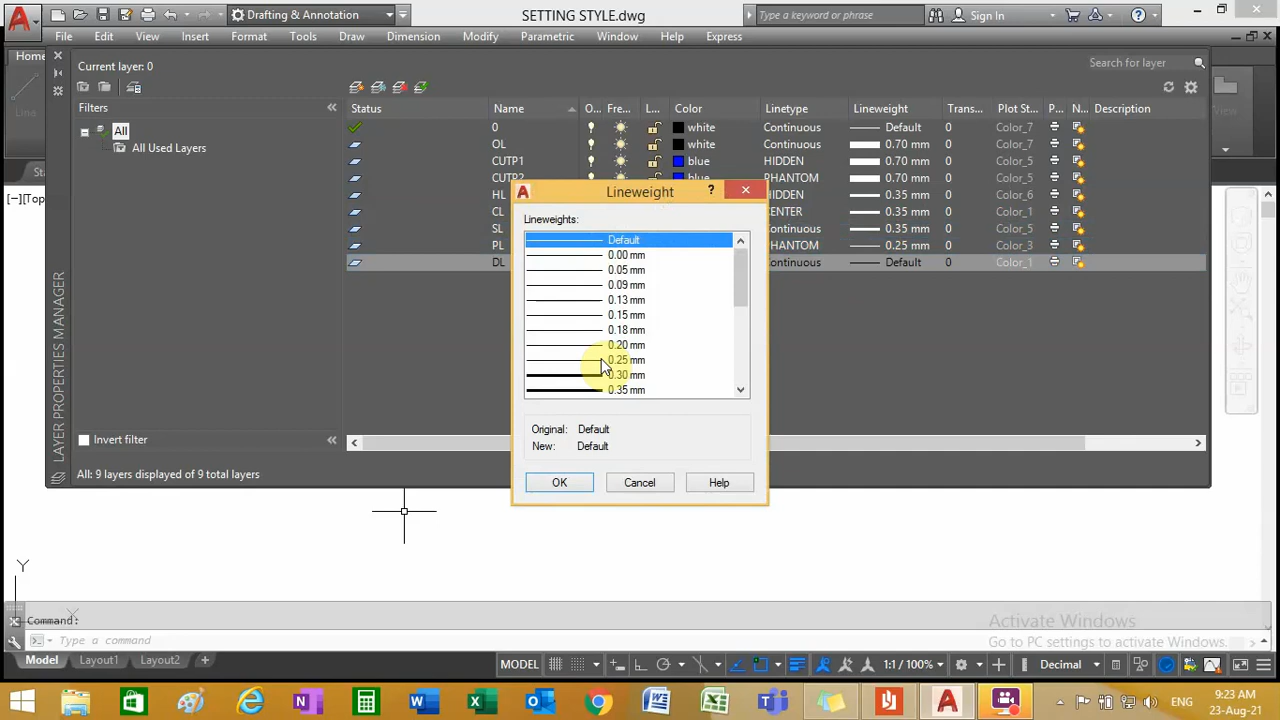 Drafting & Annotation
SETTING STYLE.dwg
Type a keyword or phrase
Sign In
File Edit View Insert Format Tools Draw Dimension Modify Parametric Window Help Express
Home
Line
View
Current layer: 0
Search for layer
Filters
All
All Used Layers
Status Name O... Fre... L... Color Linetype Lineweight Trans... Plot St... P... N... Description
0 white Continuous Default 0 Color_7
OL white Continuous 0.70 mm 0 Color_7
CUTP1 blue HIDDEN 0.70 mm 0 Color_5
CUTP2 blue PHANTOM 0.70 mm 0 Color_5
HL HIDDEN 0.35 mm 0 Color_6
CL CENTER 0.35 mm 0 Color_1
SL Continuous 0.35 mm 0 Color_5
PL PHANTOM 0.25 mm 0 Color_3
DL Continuous Default 0 Color_1
Lineweight
?
Lineweights:
Default
0.00 mm
0.05 mm
0.09 mm
0.13 mm
0.15 mm
0.18 mm
0.20 mm
0.25 mm
0.30 mm
0.35 mm
Original: Default
New: Default
OK Cancel Help
Invert filter
All: 9 layers displayed of 9 total layers
LAYER PROPERTIES MANAGER
[−][Top
Y
X
Command:
Type a command
Activate Windows
Go to PC settings to activate Windows.
Model Layout1 Layout2 +
MODEL
1:1 / 100%
Decimal
ENG
9:23 AM
23-Aug-21